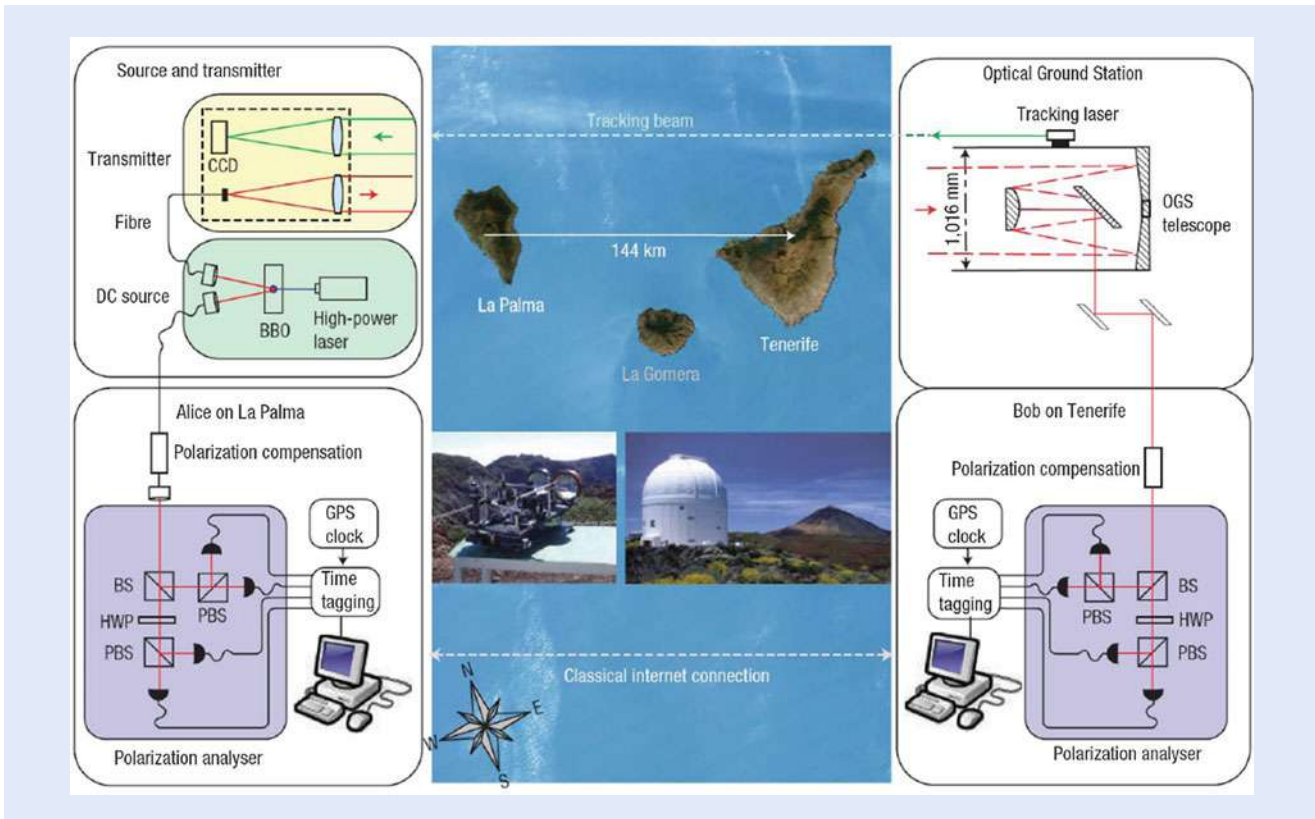 Source and transmitter
Transmitter
CCD
Fibre
DC source
BBO
High-power
laser
Alice on La Palma
Polarization compensation
GPS
clock
BS
PBS
Time
tagging
HWP
PBS
Polarization analyser
Tracking beam
144 km
La Palma
La Gomera
Tenerife
Classical internet connection
N
E
W
S
Optical Ground Station
Tracking laser
1,016 mm
OGS
telescope
Bob on Tenerife
Polarization compensation
GPS
clock
Time
tagging
PBS
BS
HWP
PBS
Polarization analyser